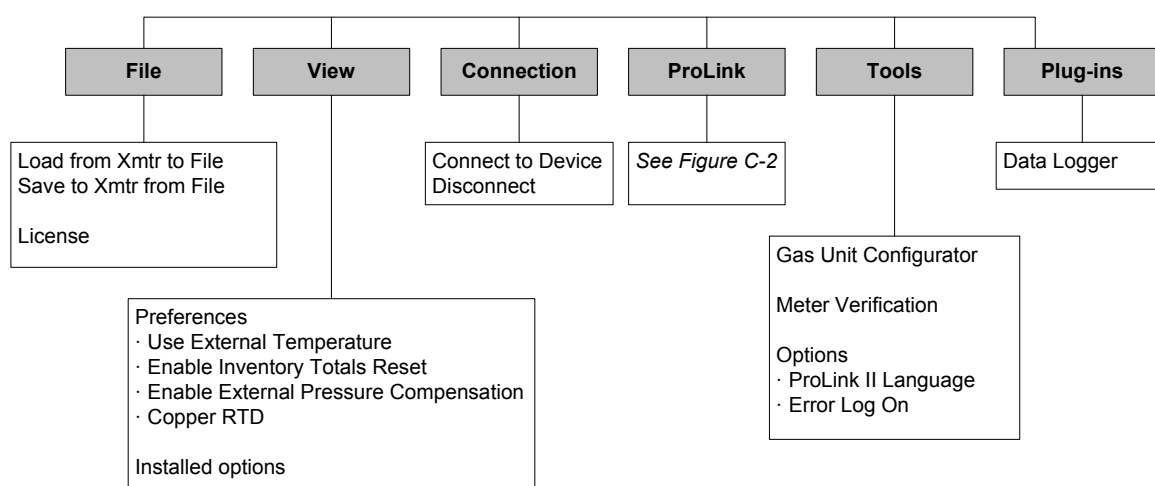 File
View
Connection
ProLink
Tools
Plug-ins
Load from Xmtr to File
Save to Xmtr from File
License
Connect to Device
Disconnect
See Figure C-2
Data Logger
Preferences
· Use External Temperature
· Enable Inventory Totals Reset
· Enable External Pressure Compensation
· Copper RTD
Installed options
Gas Unit Configurator
Meter Verification
Options
· ProLink II Language
· Error Log On